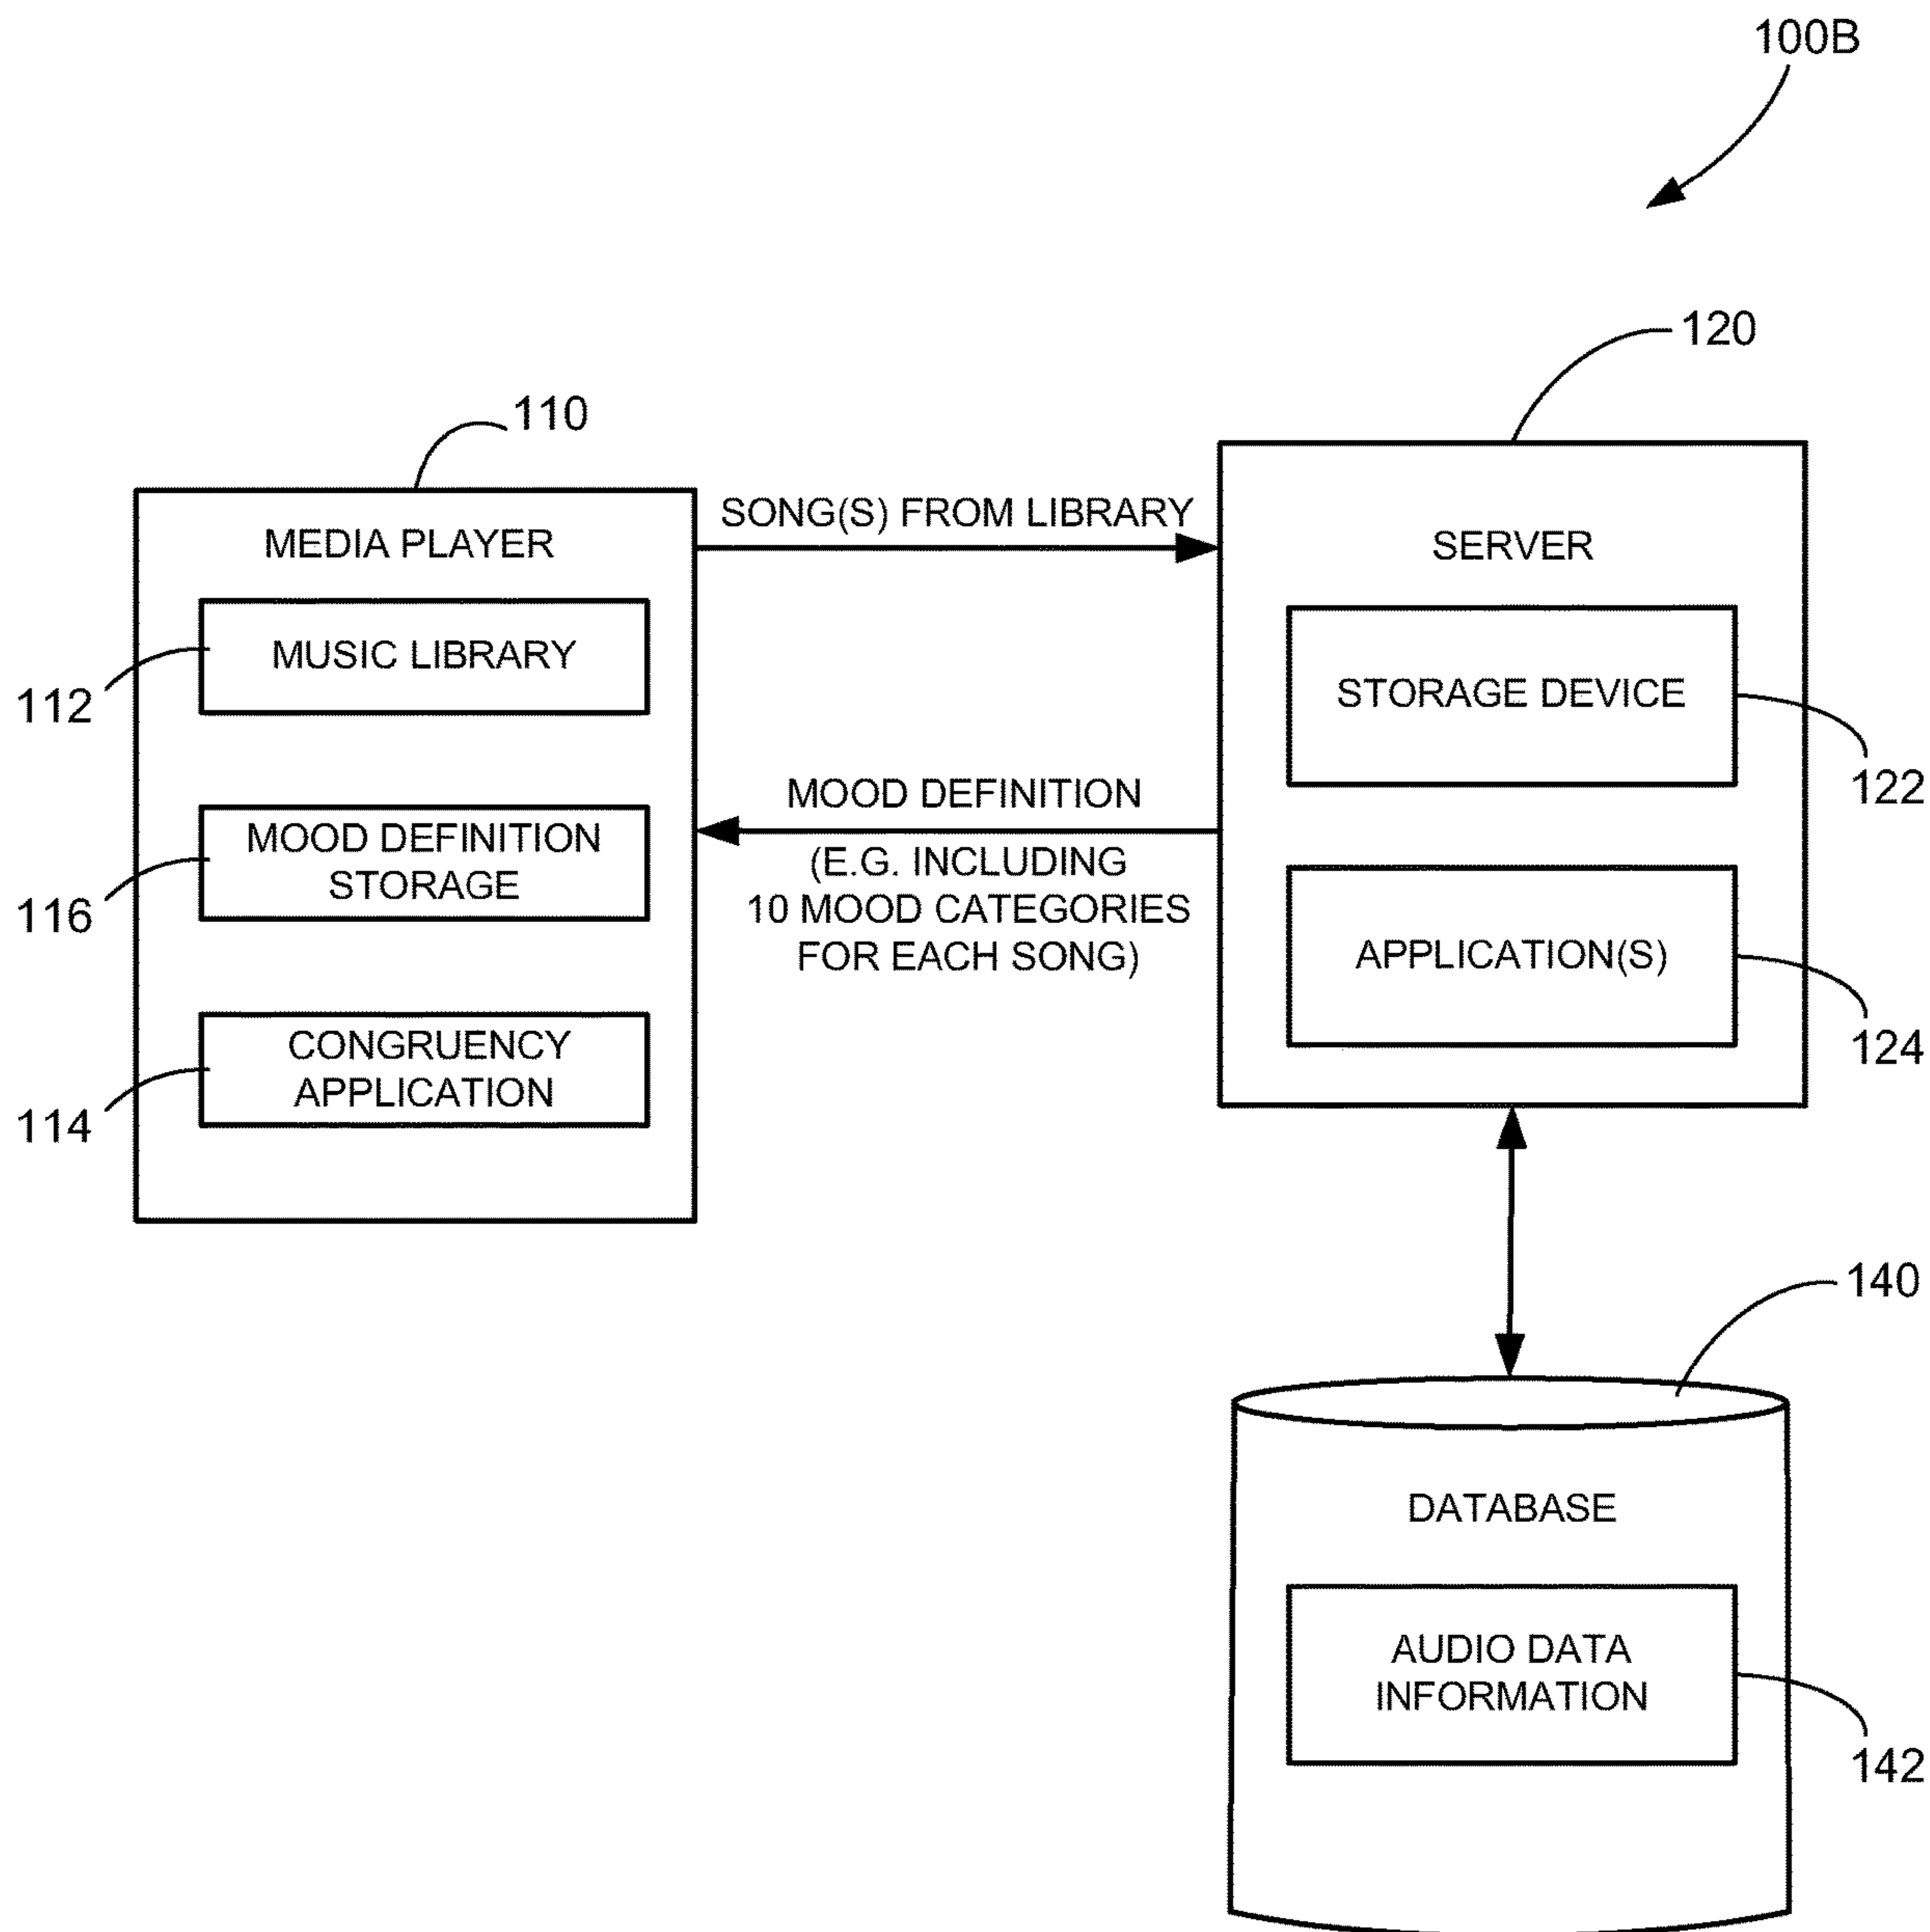 100B
120
110
SONG(S) FROM LIBRARY
MEDIA PLAYER
SERVER
MUSIC LIBRARY
112
STORAGE DEVICE
122
MOOD DEFINITION
(E.G. INCLUDING
10 MOOD CATEGORIES
FOR EACH SONG)
MOOD DEFINITION
STORAGE
116
APPLICATION(S)
124
CONGRUENCY
APPLICATION
114
140
DATABASE
AUDIO DATA
INFORMATION
142